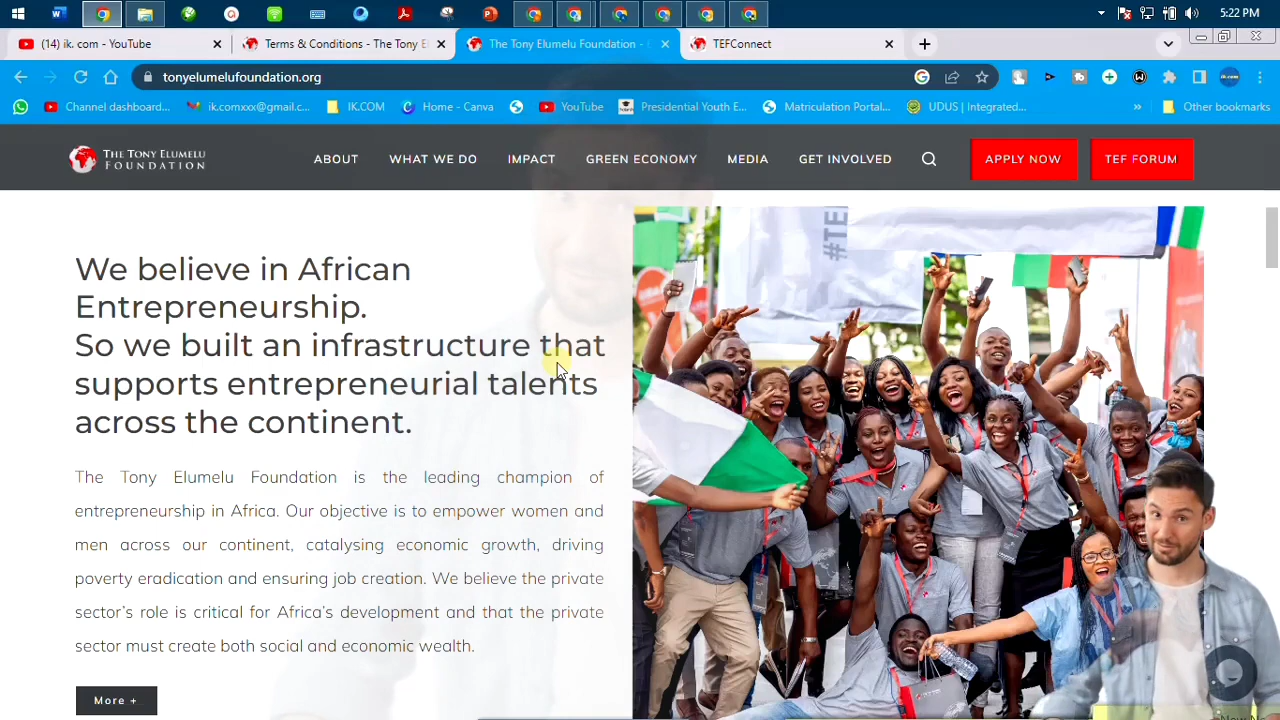 5:22 PM
(14) ik. com - YouTube
Terms & Conditions - The Tony E
The Tony Elumelu Foundation - E
TEFConnect
tonyelumelufoundation.org
Channel dashboard...
ik.comxxx@gmail.c...
IK.COM
Home - Canva
YouTube
Presidential Youth E...
Matriculation Portal...
UDUS | Integrated...
»
Other bookmarks
THE TONY ELUMELU
FOUNDATION
ABOUT
WHAT WE DO
IMPACT
GREEN ECONOMY
MEDIA
GET INVOLVED
APPLY NOW
TEF FORUM
We believe in African
Entrepreneurship.
So we built an infrastructure that
supports entrepreneurial talents
across the continent.
The Tony Elumelu Foundation is the leading champion of
entrepreneurship in Africa. Our objective is to empower women and
men across our continent, catalysing economic growth, driving
poverty eradication and ensuring job creation. We believe the private
sector's role is critical for Africa's development and that the private
sector must create both social and economic wealth.
More +